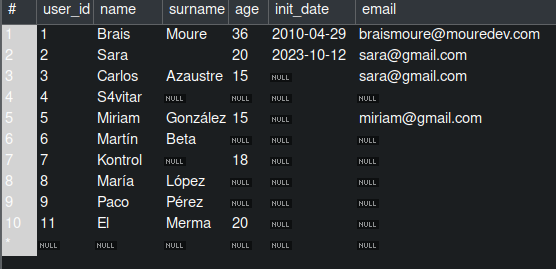 # user_id name surname age init_date email
1 1 Brais Moure 36 2010-04-29 braismoure@mouredev.com
2 2 Sara 20 2023-10-12 sara@gmail.com
3 3 Carlos Azaustre 15 NULL sara@gmail.com
4 4 S4vitar NULL NULL NULL NULL
5 5 Miriam González 15 NULL miriam@gmail.com
6 6 Martín Beta NULL NULL NULL
7 7 Kontrol NULL 18 NULL NULL
8 8 María López NULL NULL NULL
9 9 Paco Pérez NULL NULL NULL
10 11 El Merma 20 NULL NULL
* NULL NULL NULL NULL NULL NULL